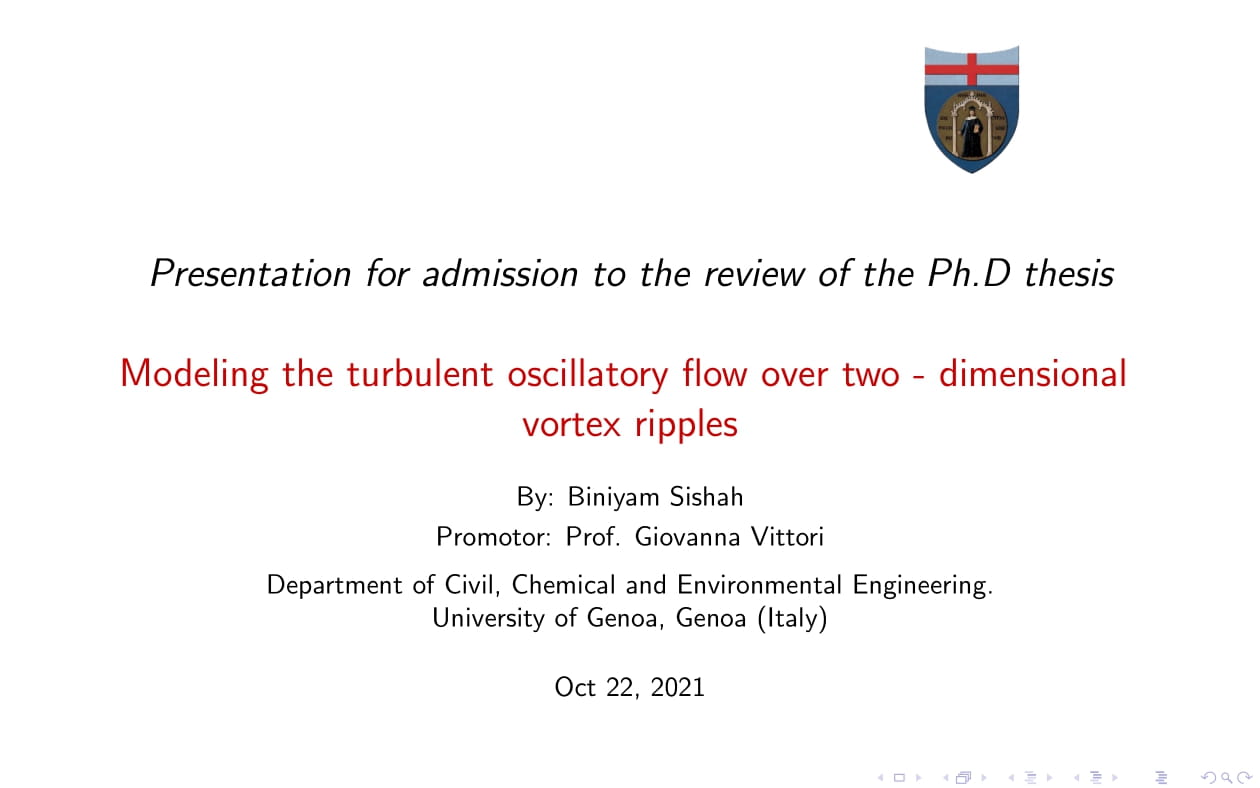 Presentation for admission to the review of the Ph.D thesis
Modeling the turbulent oscillatory flow over two - dimensional
vortex ripples
By: Biniyam Sishah
Promotor: Prof. Giovanna Vittori
Department of Civil, Chemical and Environmental Engineering.
University of Genoa, Genoa (Italy)
Oct 22, 2021